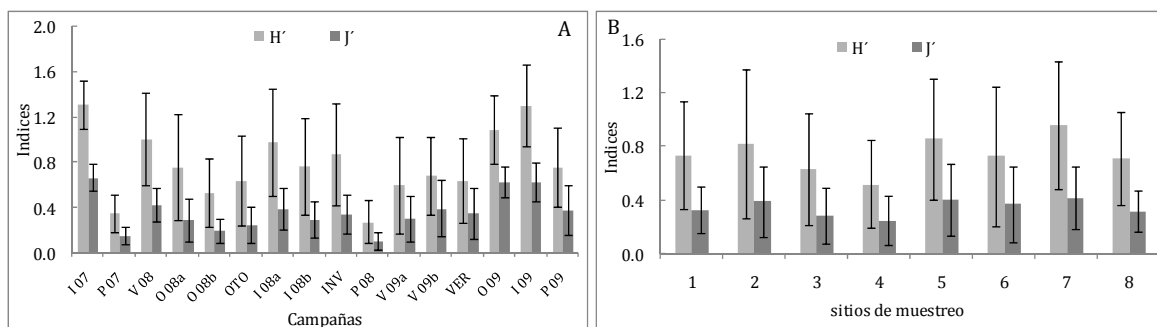 A
H´ J´
Indices
2.0
1.6
1.2
0.8
0.4
0.0
I 07 P 07 V 08 O 08a O 08b OTO I 08a I 08b INV P 08 V 09a V 09b VER O 09 I 09 P 09
Campañas
B
H´ J´
Indices
1.6
1.2
0.8
0.4
0.0
1 2 3 4 5 6 7 8
sitios de muestreo